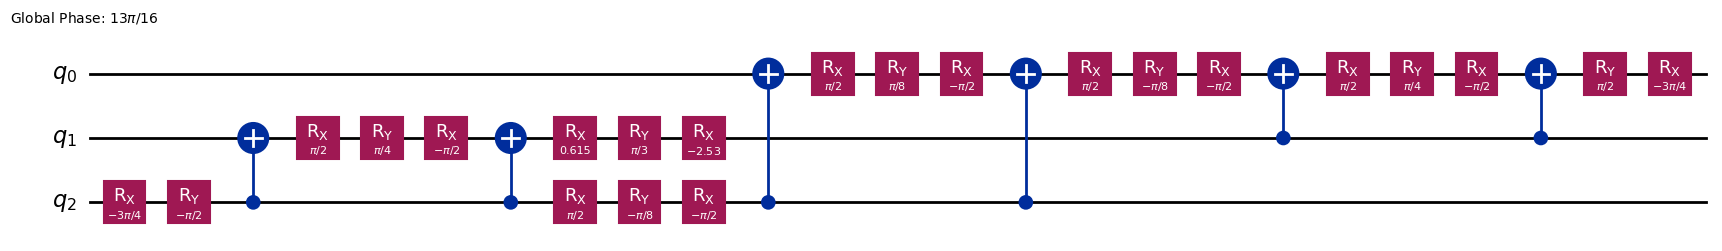 Global Phase: 13π/16
q0 RX π/2 RY π/8 RX −π/2 RX π/2 RY −π/8 RX −π/2 RX π/2 RY π/4 RX −π/2 RY π/2 RX −3π/4
q1 RX π/2 RY π/4 RX −π/2 RX 0.615 RY π/3 RX −2.53
q2 RX −3π/4 RY −π/2 RX π/2 RY −π/8 RX −π/2